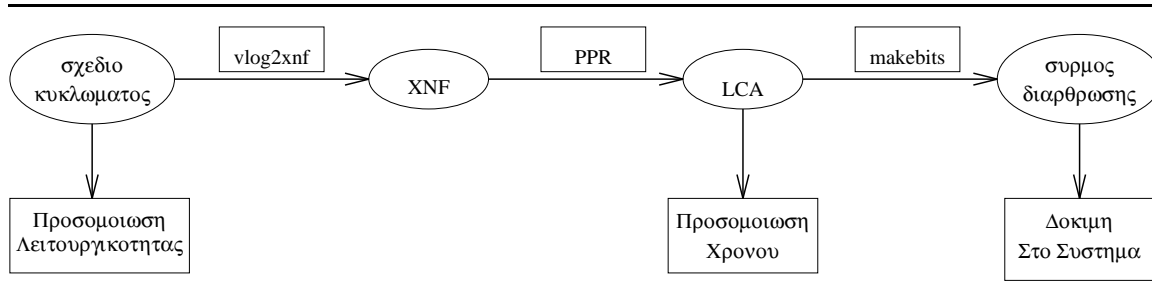 σχεδιο
κυκλωματος
vlog2xnf
XNF
PPR
LCA
makebits
συρμος
διαρθρωσης
Προσομοιωση
Λειτουργικοτητας
Προσομοιωση
Χρονου
Δοκιμη
Στο Συστημα